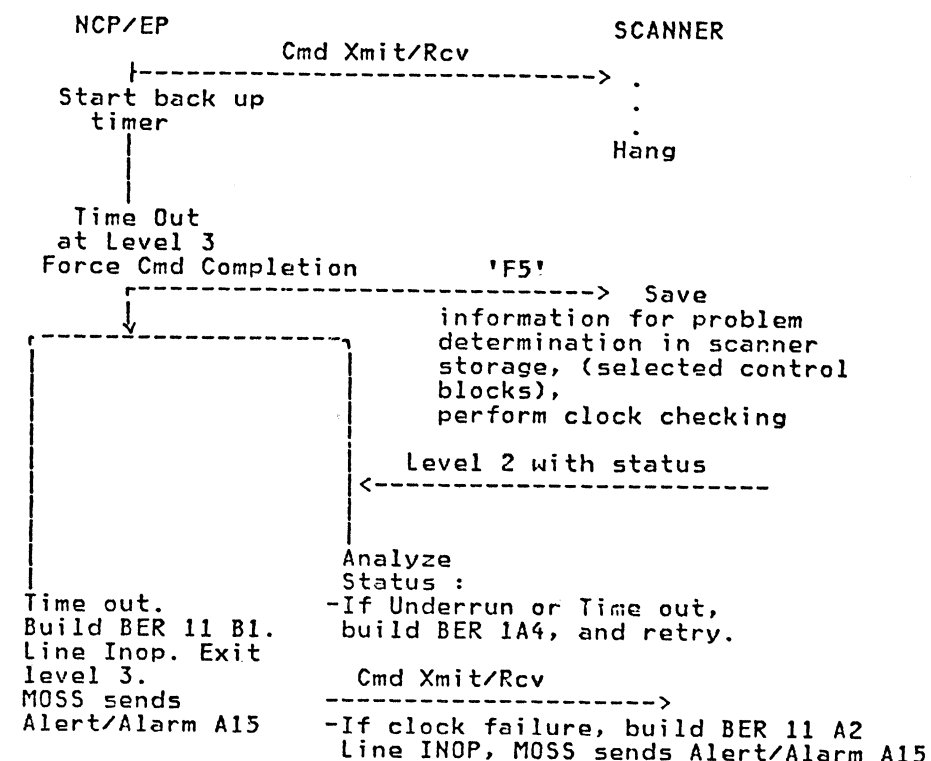 NCP/EP
SCANNER
Cmd Xmit/Rcv
Start back up
timer
.
.
.
Hang
Time Out
at Level 3
Force Cmd Completion 'F5'
Save
information for problem
determination in scanner
storage, (selected control
blocks),
perform clock checking
Level 2 with status
Analyze
Status :
-If Underrun or Time out,
build BER 1A4, and retry.
Time out.
Build BER 11 B1.
Line Inop. Exit
level 3.
MOSS sends
Alert/Alarm A15
Cmd Xmit/Rcv
-If clock failure, build BER 11 A2
Line INOP, MOSS sends Alert/Alarm A15